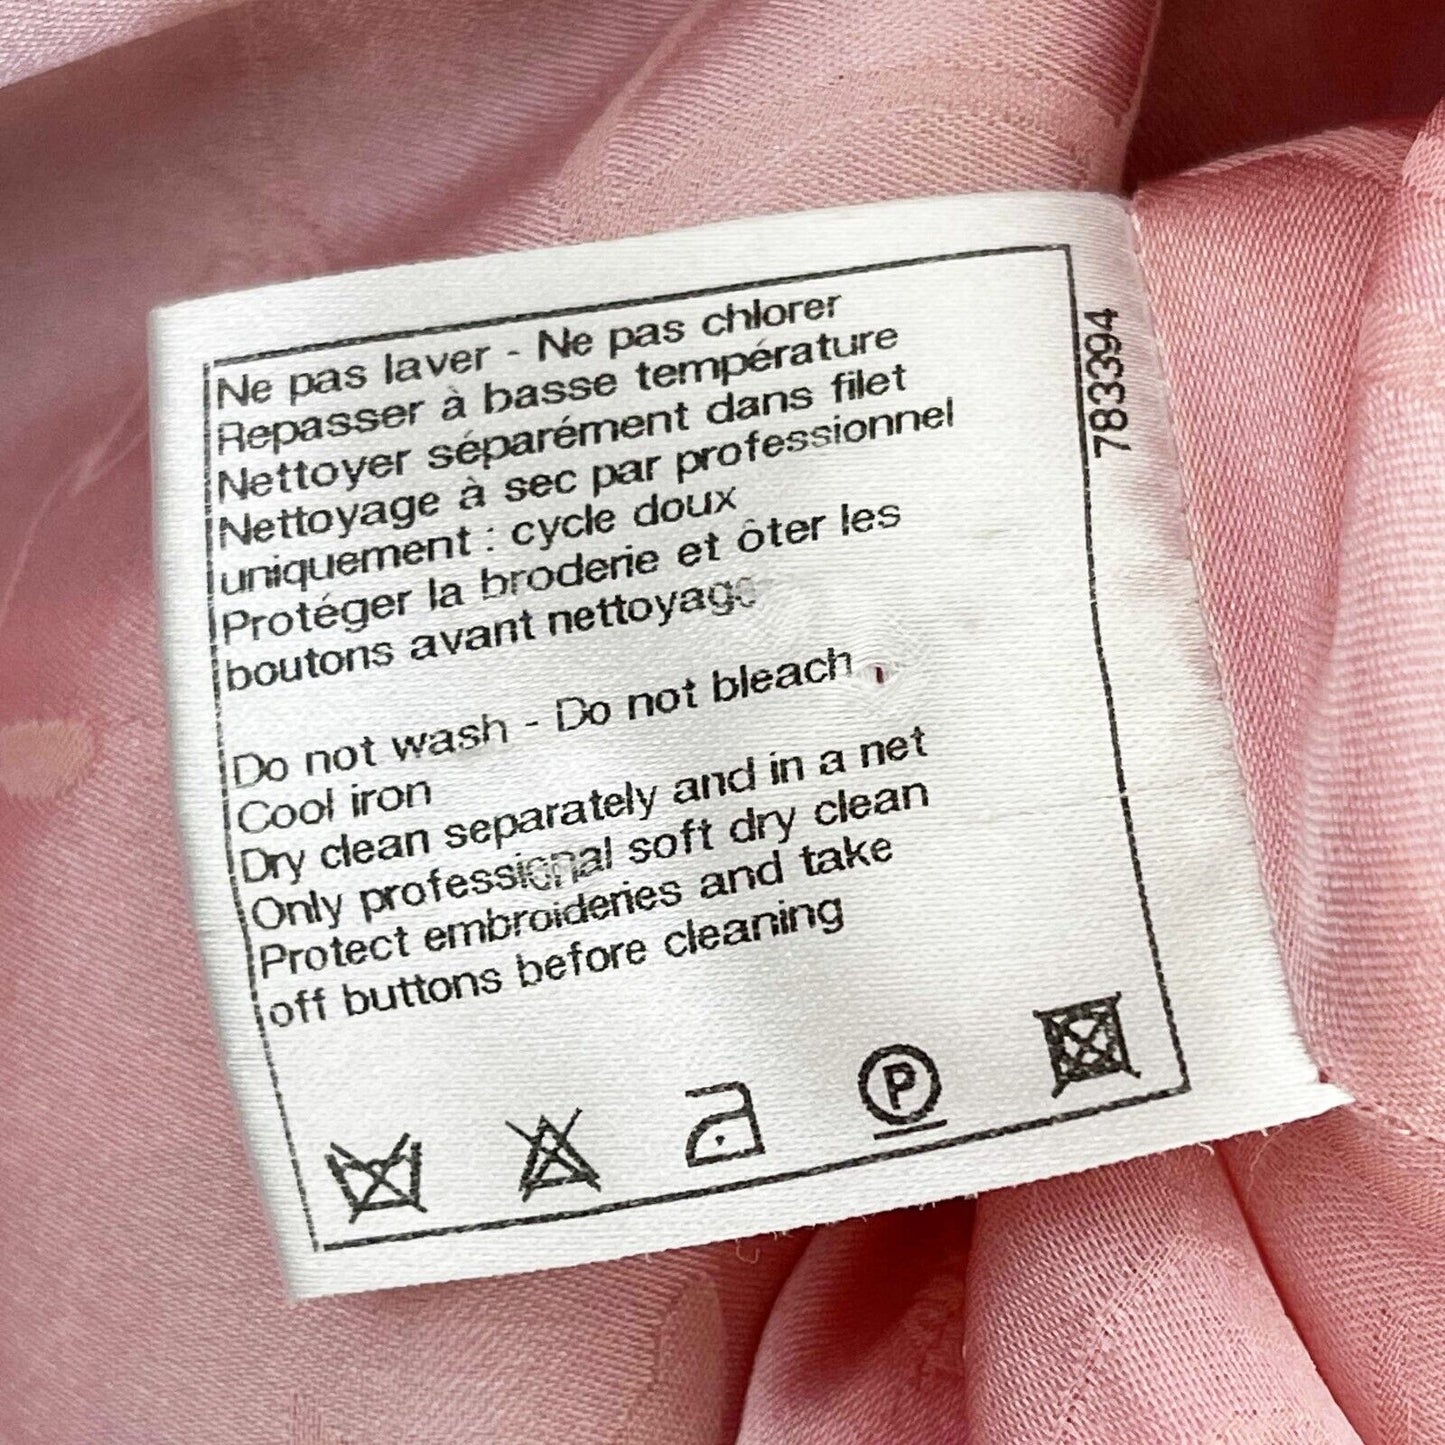 Ne pas laver - Ne pas chlorer
Repasser à basse température
Nettoyer séparément dans filet
Nettoyage à sec par professionnel
uniquement : cycle doux
Protéger la broderie et ôter les
boutons avant nettoyage
Do not wash - Do not bleach
Cool iron
Dry clean separately and in a net
Only professional soft dry clean
Protect embroideries and take
off buttons before cleaning
P
783394